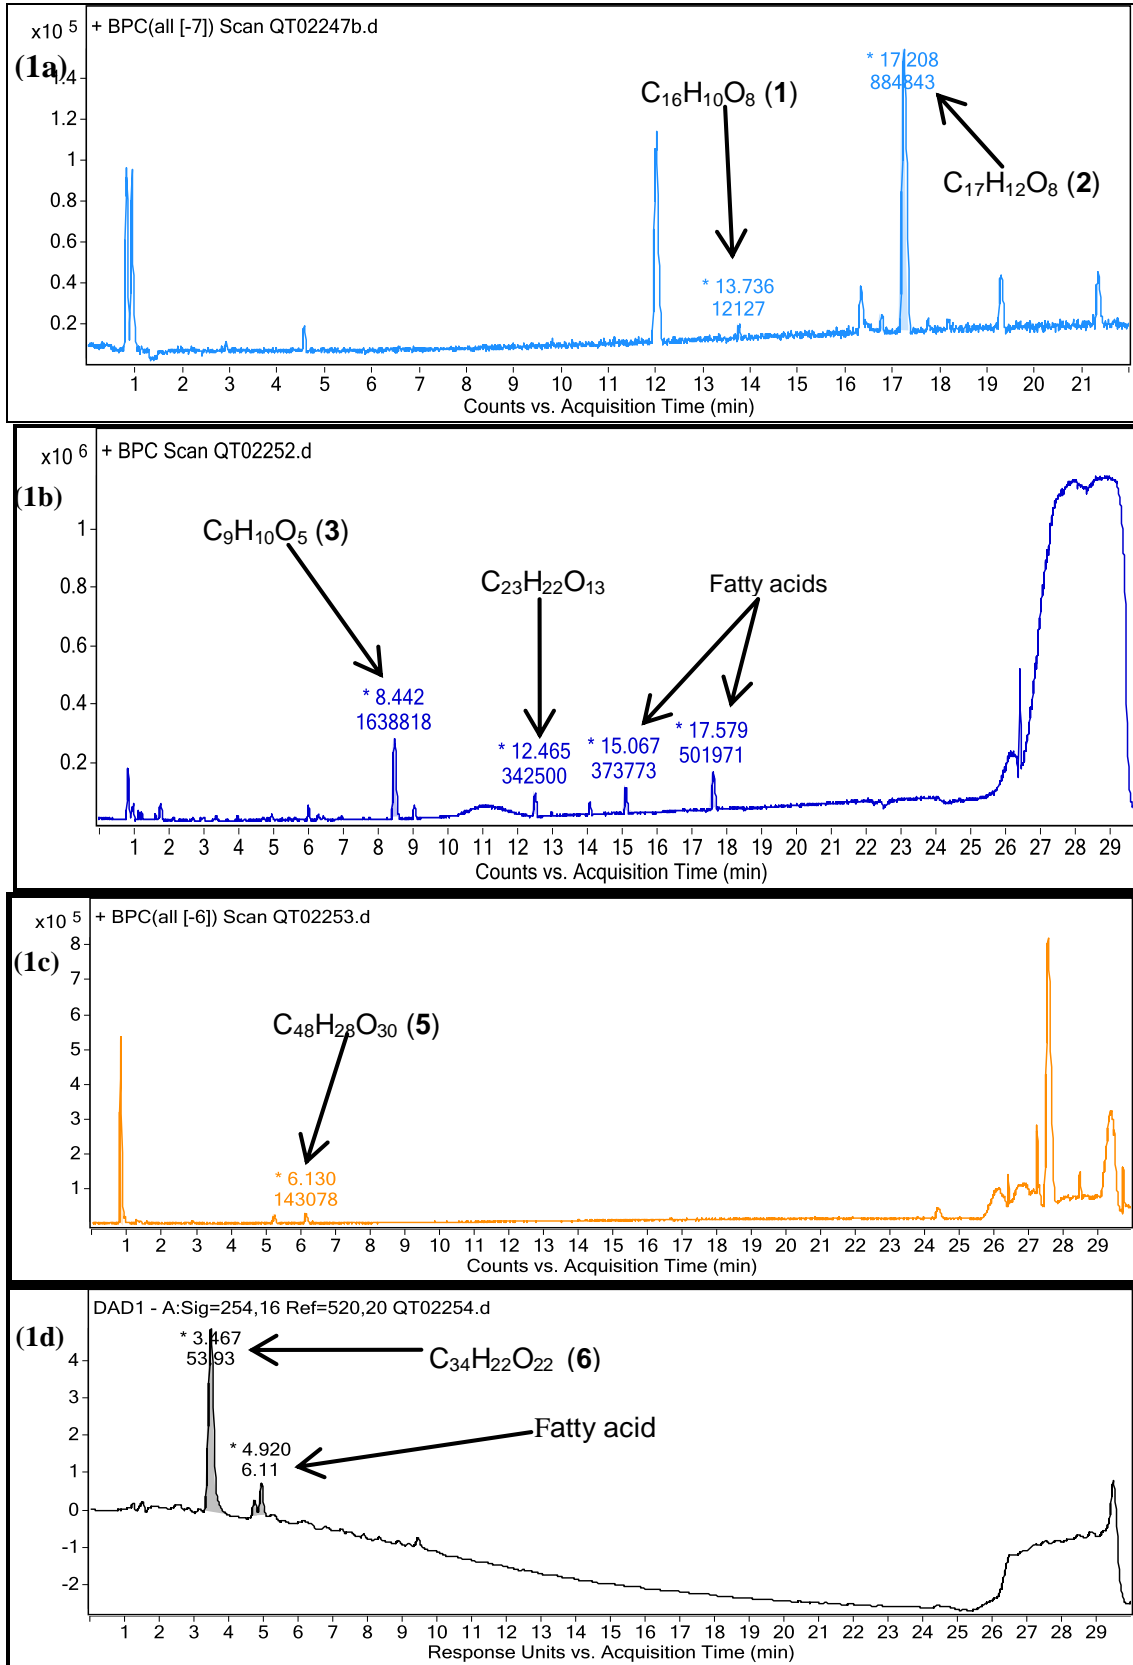 x10 5 + BPC(all [-7]) Scan QT02247b.d
(1a)
1.4
1.2
1
0.8
0.6
0.4
0.2
C₁₆H₁₀O₈ (1)
* 17.208
884843
C₁₇H₁₂O₈ (2)
* 13.736
12127
1 2 3 4 5 6 7 8 9 10 11 12 13 14 15 16 17 18 19 20 21
Counts vs. Acquisition Time (min)
x10 6 + BPC Scan QT02252.d
(1b)
1
0.8
0.6
0.4
0.2
C₉H₁₀O₅ (3)
C₂₃H₂₂O₁₃
Fatty acids
* 8.442
1638818
* 12.465
342500
* 15.067
373773
* 17.579
501971
1 2 3 4 5 6 7 8 9 10 11 12 13 14 15 16 17 18 19 20 21 22 23 24 25 26 27 28 29
Counts vs. Acquisition Time (min)
x10 5 + BPC(all [-6]) Scan QT02253.d
(1c)
8
7
6
5
4
3
2
1
C₄₈H₂₈O₃₀ (5)
* 6.130
143078
1 2 3 4 5 6 7 8 9 10 11 12 13 14 15 16 17 18 19 20 21 22 23 24 25 26 27 28 29
Counts vs. Acquisition Time (min)
DAD1 - A:Sig=254,16 Ref=520,20 QT02254.d
(1d)
4
3
2
1
0
-1
-2
* 3.467
53.93
C₃₄H₂₂O₂₂ (6)
Fatty acid
* 4.920
6.11
1 2 3 4 5 6 7 8 9 10 11 12 13 14 15 16 17 18 19 20 21 22 23 24 25 26 27 28 29
Response Units vs. Acquisition Time (min)